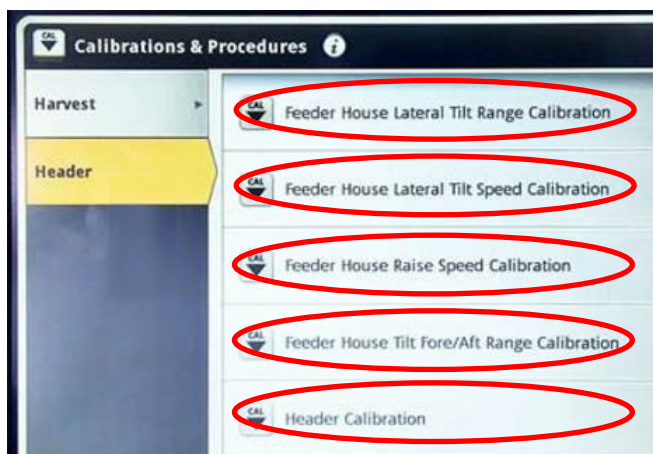 CAL
Calibrations & Procedures i
Harvest
Header
CAL
Feeder House Lateral Tilt Range Calibration
CAL
Feeder House Lateral Tilt Speed Calibration
CAL
Feeder House Raise Speed Calibration
CAL
Feeder House Tilt Fore/Aft Range Calibration
CAL
Header Calibration